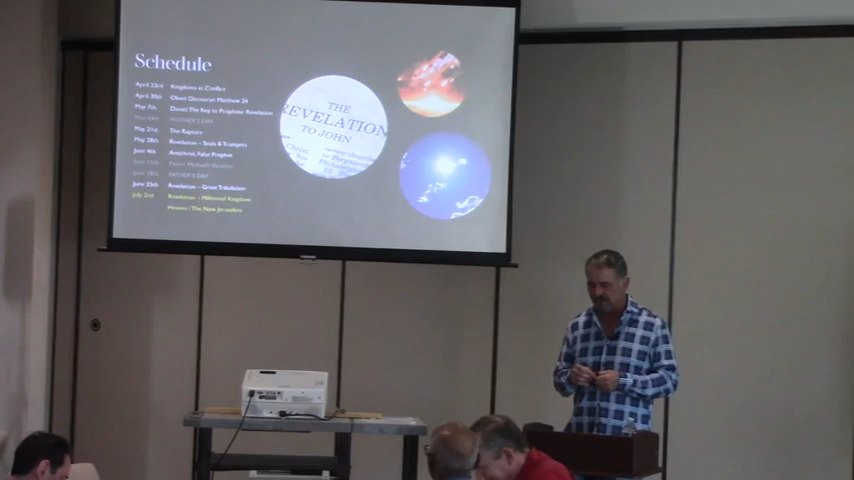 Schedule
April 23rd Kingdoms in Conflict
April 30th Olivet Discourse Matthew 24
May 7th Daniel The Key to Prophetic Revelation
MOTHER'S DAY
May 21st The Rapture
May 28th Revelation – Seals & Trumpets
June 4th Antichrist, False Prophet
June 18th FATHER'S DAY
June 25th Revelation – Great Tribulation
July 2nd Revelation – Millennial Kingdom
Heaven / The New Jerusalem
THE
REVELATION
TO JOHN
Christ,
his